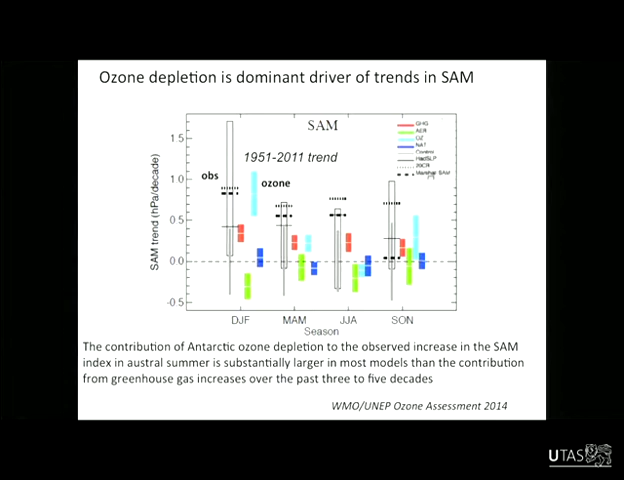 Ozone depletion is dominant driver of trends in SAM
SAM
1951-2011 trend
obs
ozone
GHG
AER
OZ
NAT
Control
HadSLP
20CR
Marshall SAM
SAM trend (hPa/decade)
1.5
1.0
0.5
0.0
-0.5
DJF MAM JJA SON
Season
The contribution of Antarctic ozone depletion to the observed increase in the SAM
index in austral summer is substantially larger in most models than the contribution
from greenhouse gas increases over the past three to five decades
WMO/UNEP Ozone Assessment 2014
UTAS